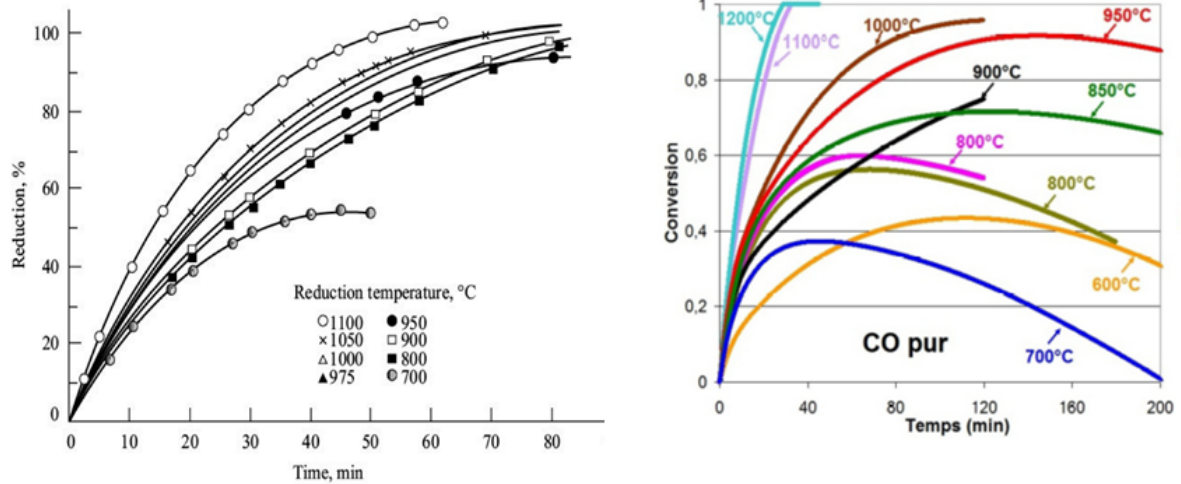 100
80
60
40
20
0
Reduction, %
Reduction temperature, °C
1100 950
1050 900
1000 800
975 700
0 10 20 30 40 50 60 70 80
Time, min
1
0,8
0,6
0,4
0,2
0
Conversion
1200°C
1100°C
1000°C
950°C
900°C
850°C
800°C
800°C
600°C
700°C
CO pur
0 40 80 120 160 200
Temps (min)